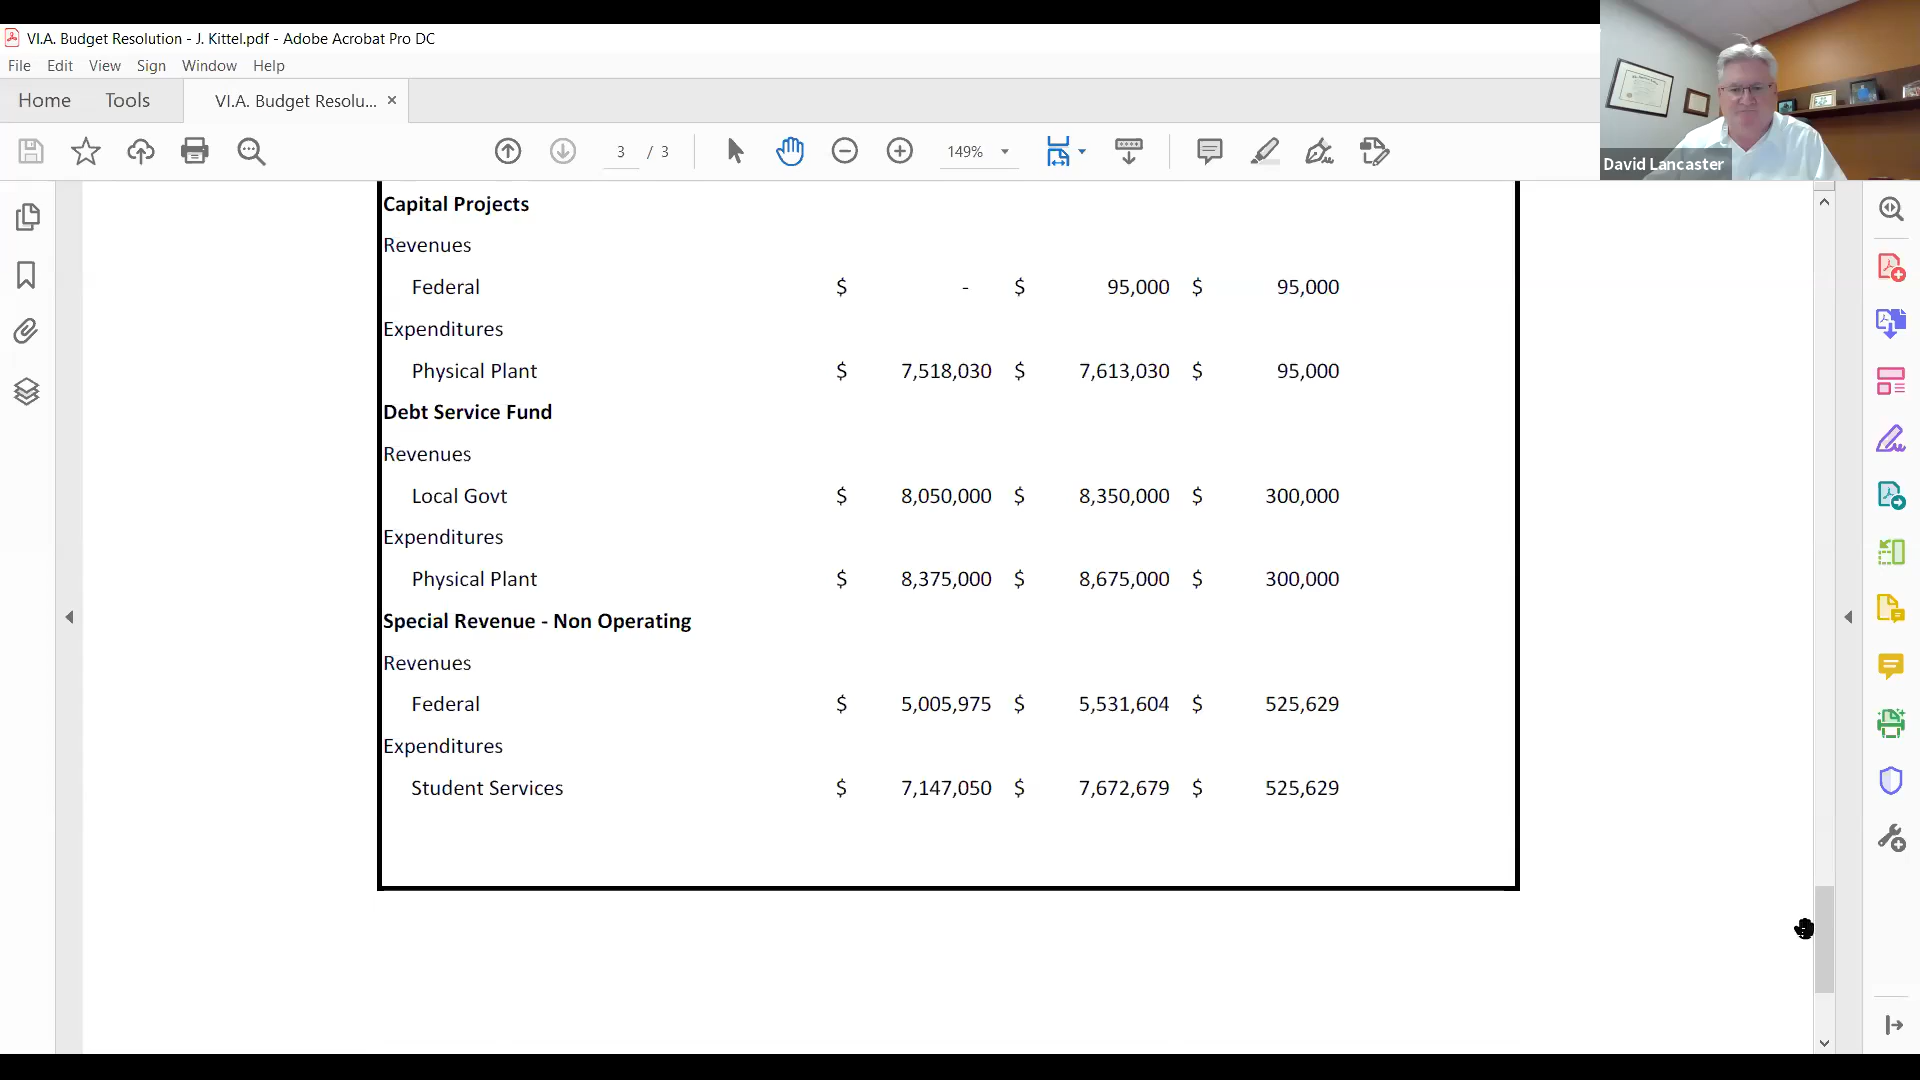 VI.A. Budget Resolution - J. Kittel.pdf - Adobe Acrobat Pro DC
File Edit View Sign Window Help
Home Tools VI.A. Budget Resolu... ×
3 / 3 149%
David Lancaster
Capital Projects
Revenues
Federal $ - $ 95,000 $ 95,000
Expenditures
Physical Plant $ 7,518,030 $ 7,613,030 $ 95,000
Debt Service Fund
Revenues
Local Govt $ 8,050,000 $ 8,350,000 $ 300,000
Expenditures
Physical Plant $ 8,375,000 $ 8,675,000 $ 300,000
Special Revenue - Non Operating
Revenues
Federal $ 5,005,975 $ 5,531,604 $ 525,629
Expenditures
Student Services $ 7,147,050 $ 7,672,679 $ 525,629